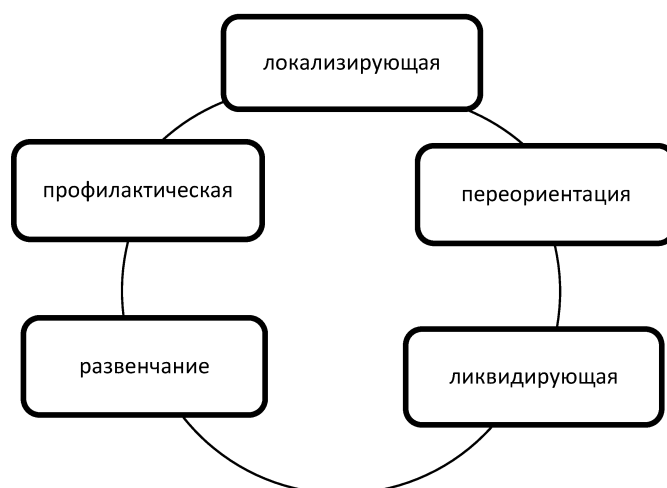 локализирующая
профилактическая
переориентация
развенчание
ликвидирующая